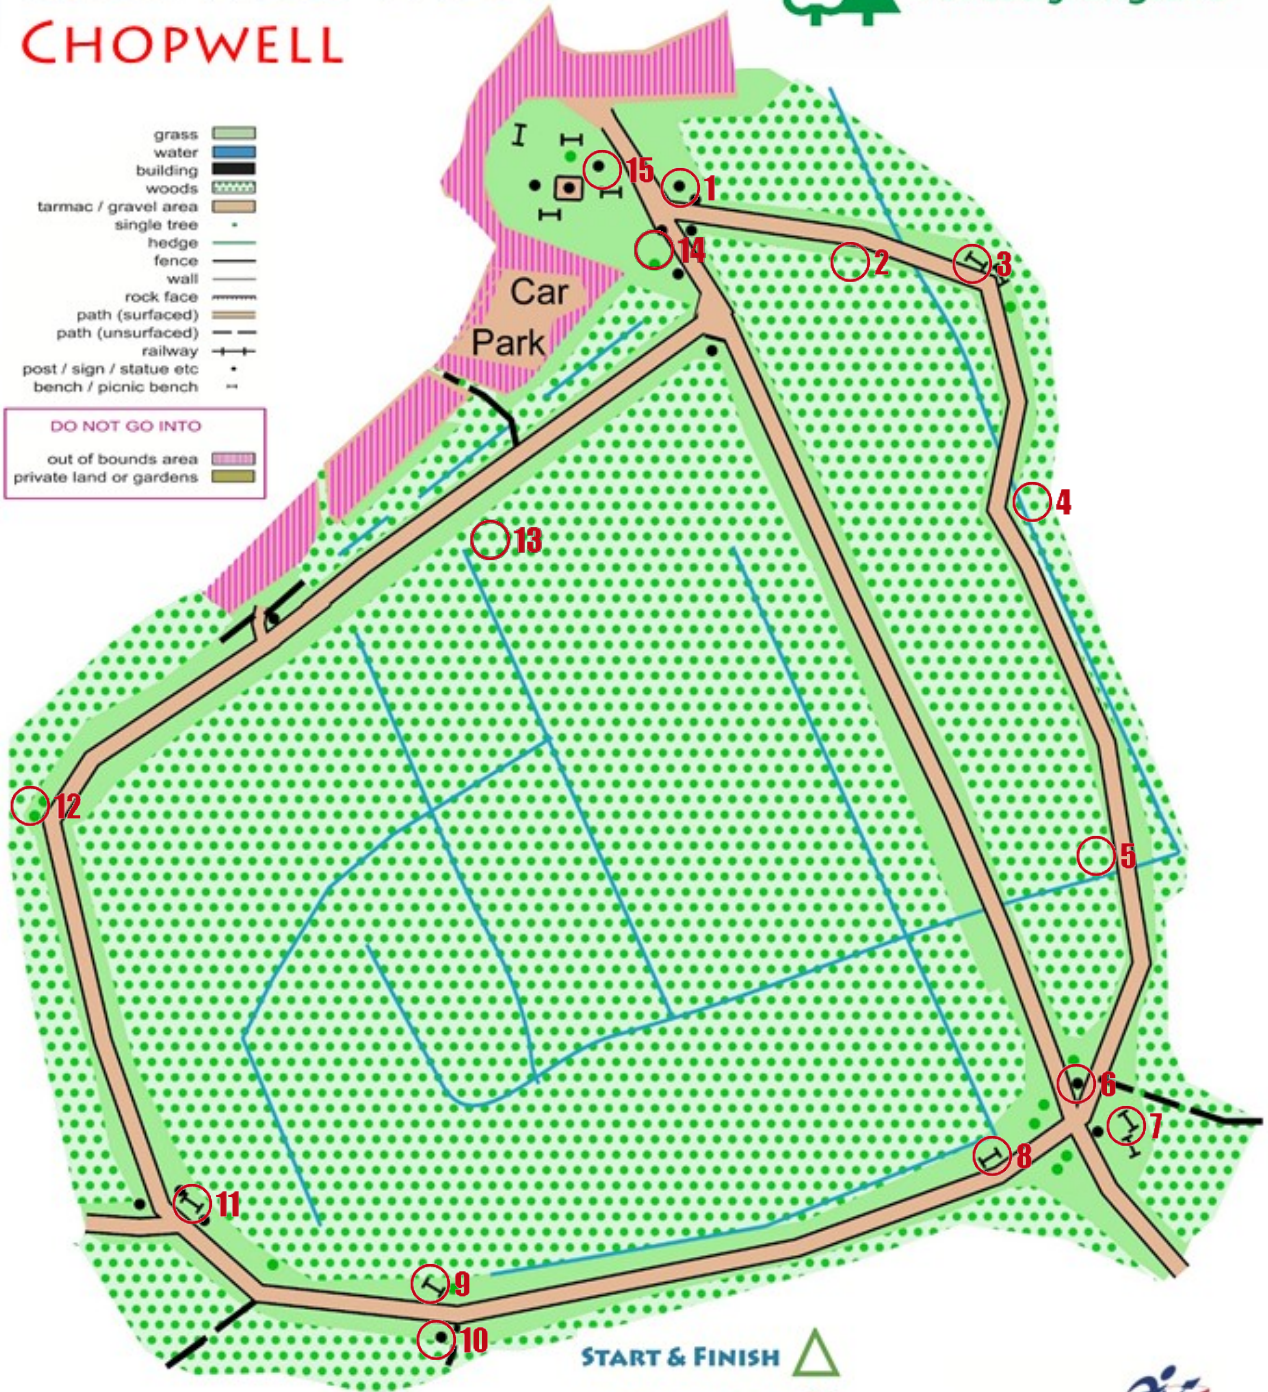 CHOPWELL
grass
water
building
woods
tarmac / gravel area
single tree
hedge
fence
wall
rock face
path (surfaced)
path (unsurfaced)
railway
post / sign / statue etc
bench / picnic bench
DO NOT GO INTO
out of bounds area
private land or gardens
15
1
14
2
3
Car
Park
4
13
12
5
6
7
8
11
9
10
START & FINISH